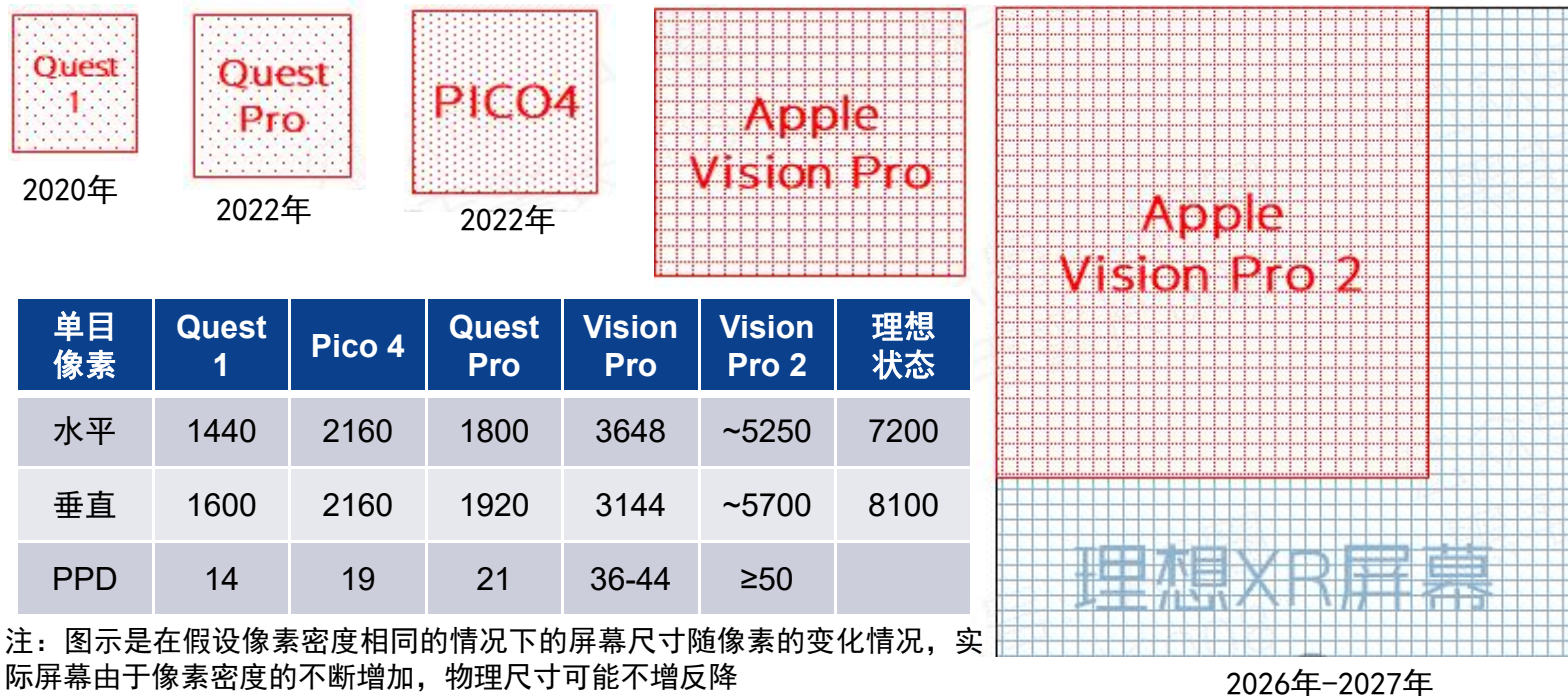 Quest
1
2020年
Quest
Pro
2022年
PICO4
2022年
Apple
Vision Pro
Apple
Vision Pro 2
单目像素 Quest 1 Pico 4 Quest Pro Vision Pro Vision Pro 2 理想状态
水平 1440 2160 1800 3648 ~5250 7200
垂直 1600 2160 1920 3144 ~5700 8100
PPD 14 19 21 36-44 ≥50
理想XR屏幕
注：图示是在假设像素密度相同的情况下的屏幕尺寸随像素的变化情况，实
际屏幕由于像素密度的不断增加，物理尺寸可能不增反降
2026年-2027年